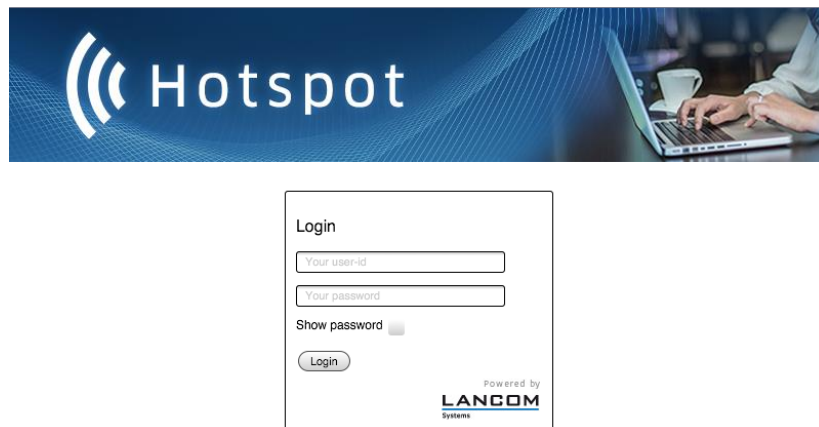 Hotspot
Login
Your user-id
Your password
Show password
Login
Powered by
LANCOM
Systems